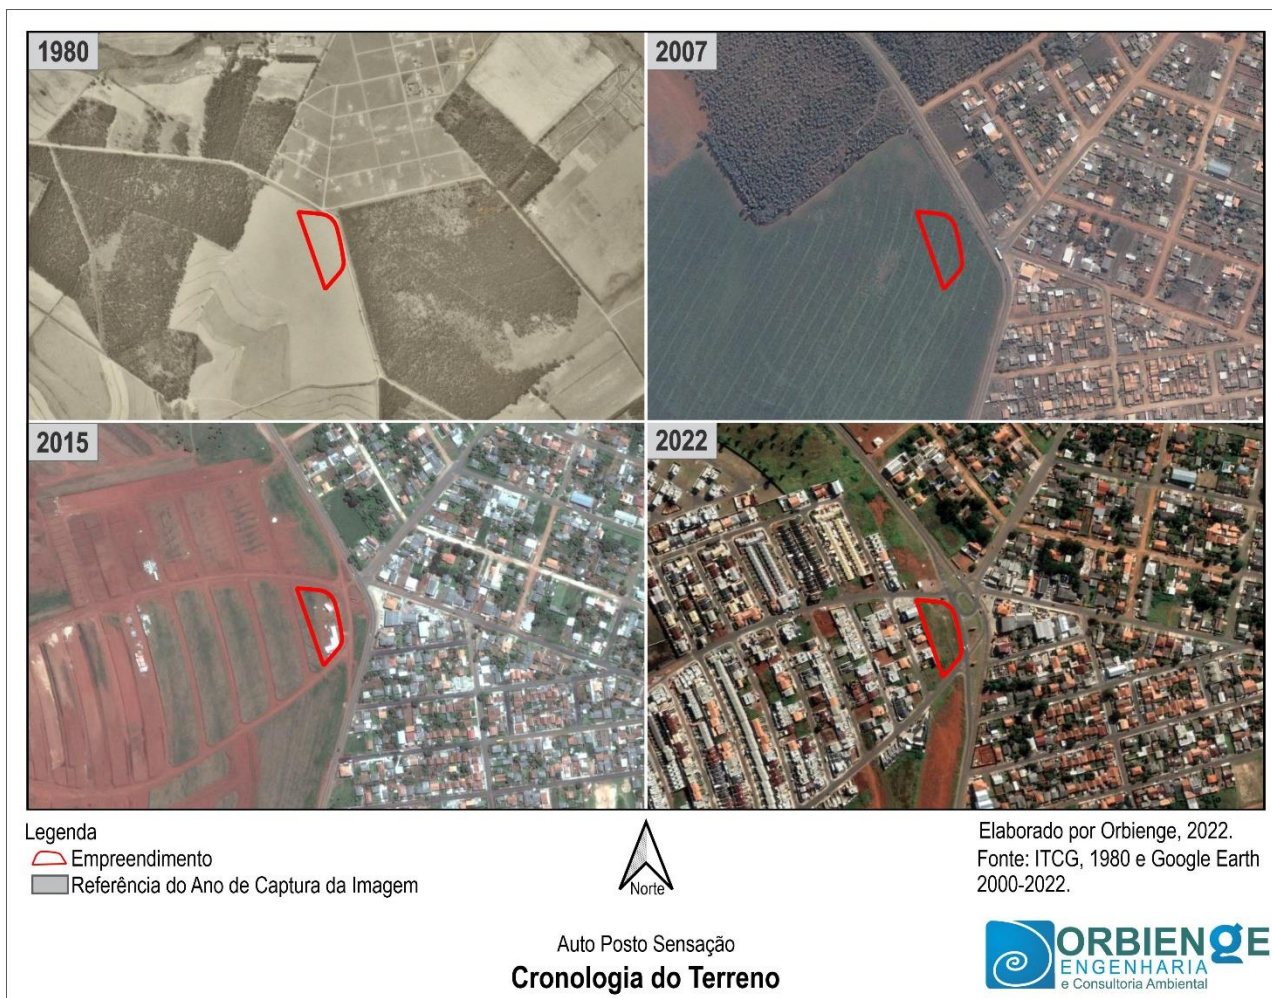 1980
2007
2015
2022
Legenda
Empreendimento
Referência do Ano de Captura da Imagem
Norte
Elaborado por Orbienge, 2022.
Fonte: ITCG, 1980 e Google Earth
2000-2022.
Auto Posto Sensação
Cronologia do Terreno
ORBIENGE
ENGENHARIA
e Consultoria Ambiental